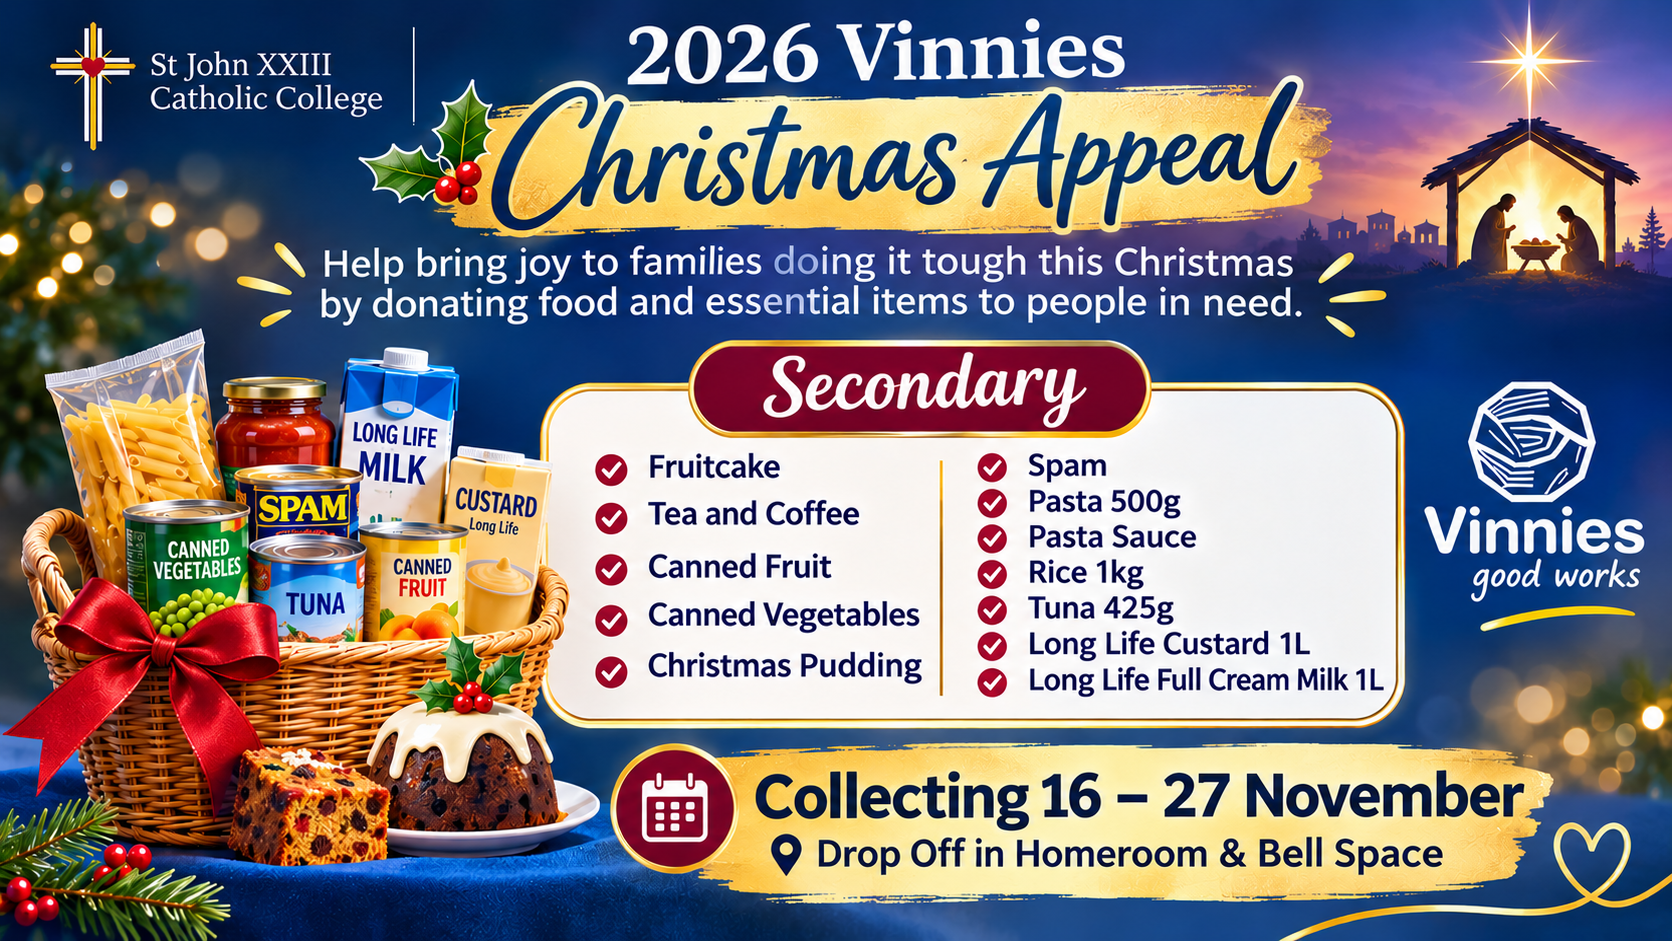 St John XXIII
Catholic College
2026 Vinnies
Christmas Appeal
Help bring joy to families doing it tough this Christmas
by donating food and essential items to people in need.
Secondary
Fruitcake
Tea and Coffee
Canned Fruit
Canned Vegetables
Christmas Pudding
Spam
Pasta 500g
Pasta Sauce
Rice 1kg
Tuna 425g
Long Life Custard 1L
Long Life Full Cream Milk 1L
LONG LIFE
MILK
CUSTARD
Long Life
SPAM
CANNED
VEGETABLES
CANNED
FRUIT
TUNA
Vinnies
good works
Collecting 16 – 27 November
Drop Off in Homeroom & Bell Space